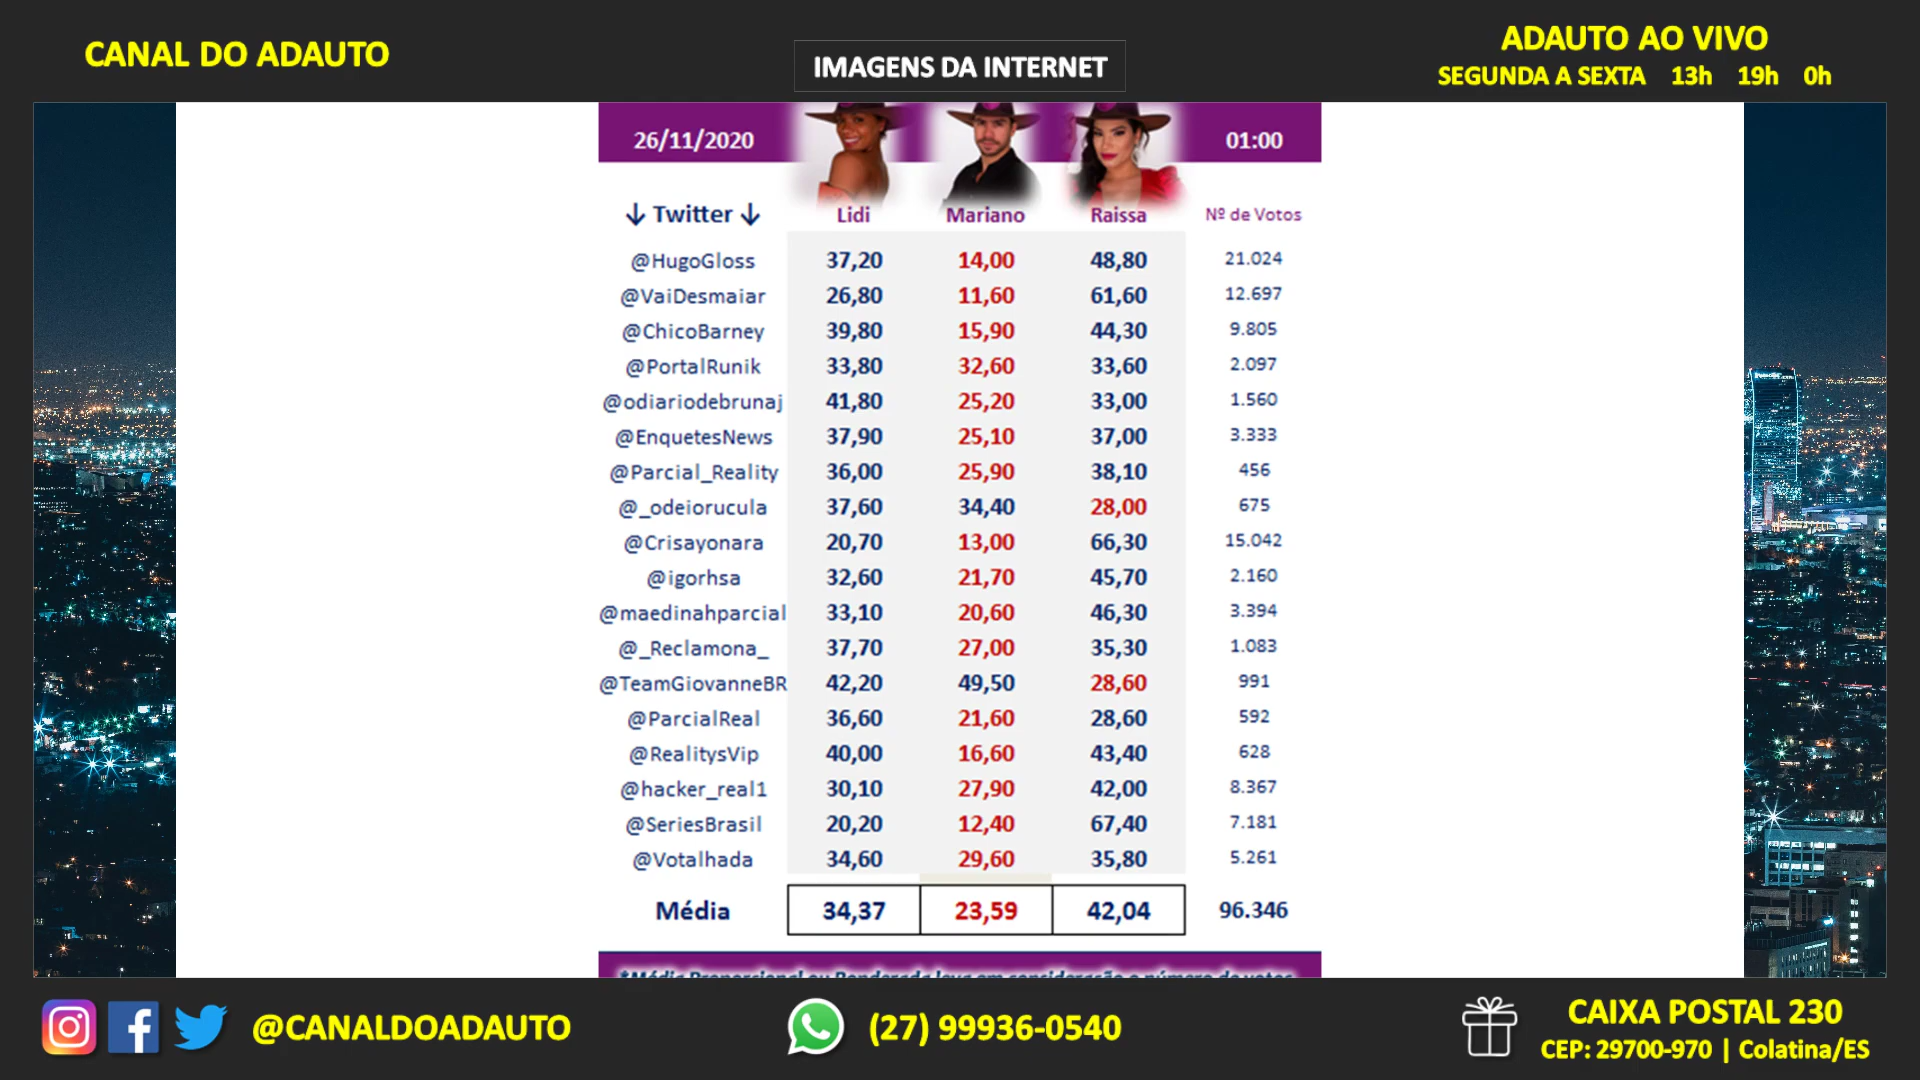 CANAL DO ADAUTO
IMAGENS DA INTERNET
ADAUTO AO VIVO
SEGUNDA A SEXTA 13h 19h 0h
26/11/2020 01:00
↓ Twitter ↓ Lidi Mariano Raissa Nº de Votos
@HugoGloss 37,20 14,00 48,80 21.024
@VaiDesmaiar 26,80 11,60 61,60 12.697
@ChicoBarney 39,80 15,90 44,30 9.805
@PortalRunik 33,80 32,60 33,60 2.097
@odiariodebrunaj 41,80 25,20 33,00 1.560
@EnquetesNews 37,90 25,10 37,00 3.333
@Parcial_Reality 36,00 25,90 38,10 456
@_odeiorucula 37,60 34,40 28,00 675
@Crisayonara 20,70 13,00 66,30 15.042
@igorhsa 32,60 21,70 45,70 2.160
@maedinahparcial 33,10 20,60 46,30 3.394
@_Reclamona_ 37,70 27,00 35,30 1.083
@TeamGiovanneBR 42,20 49,50 28,60 991
@ParcialReal 36,60 21,60 28,60 592
@RealitysVip 40,00 16,60 43,40 628
@hacker_real1 30,10 27,90 42,00 8.367
@SeriesBrasil 20,20 12,40 67,40 7.181
@Votalhada 34,60 29,60 35,80 5.261
Média 34,37 23,59 42,04 96.346
*Média Proporcional ou Ponderada leva em consideração o número de votos
@CANALDOADAUTO
(27) 99936-0540
CAIXA POSTAL 230
CEP: 29700-970 | Colatina/ES